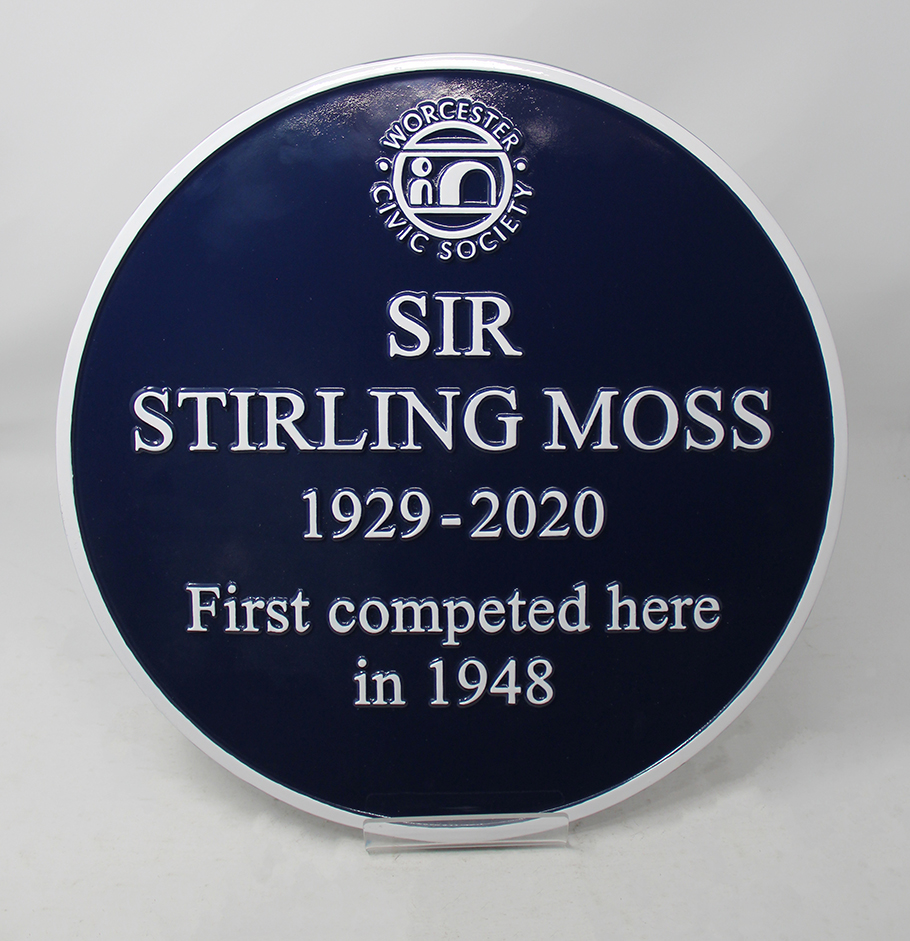 WORCESTER
CIVIC SOCIETY
SIR
STIRLING MOSS
1929-2020
First competed here
in 1948